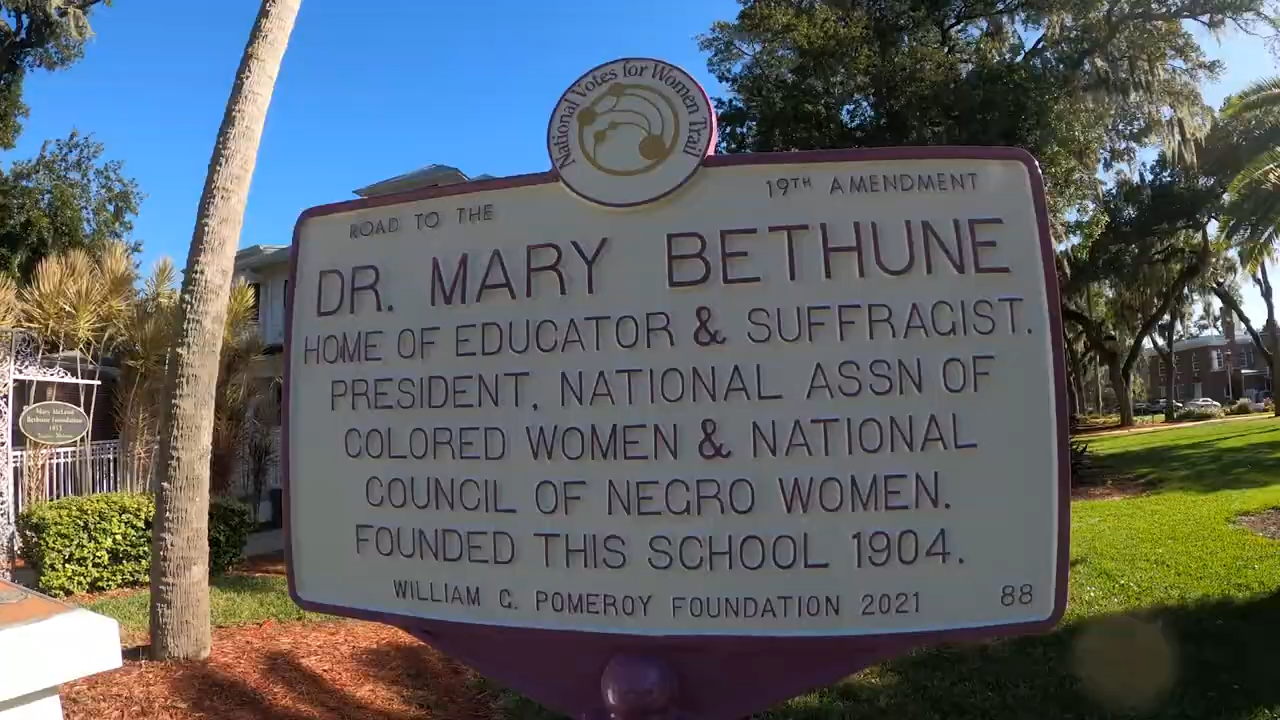 National Votes for Women Trail
ROAD TO THE 19TH AMENDMENT
DR. MARY BETHUNE
HOME OF EDUCATOR & SUFFRAGIST.
PRESIDENT, NATIONAL ASSN OF
COLORED WOMEN & NATIONAL
COUNCIL OF NEGRO WOMEN.
FOUNDED THIS SCHOOL 1904.
WILLIAM G. POMEROY FOUNDATION 2021 88
Mary McLeod
Bethune Foundation
1953